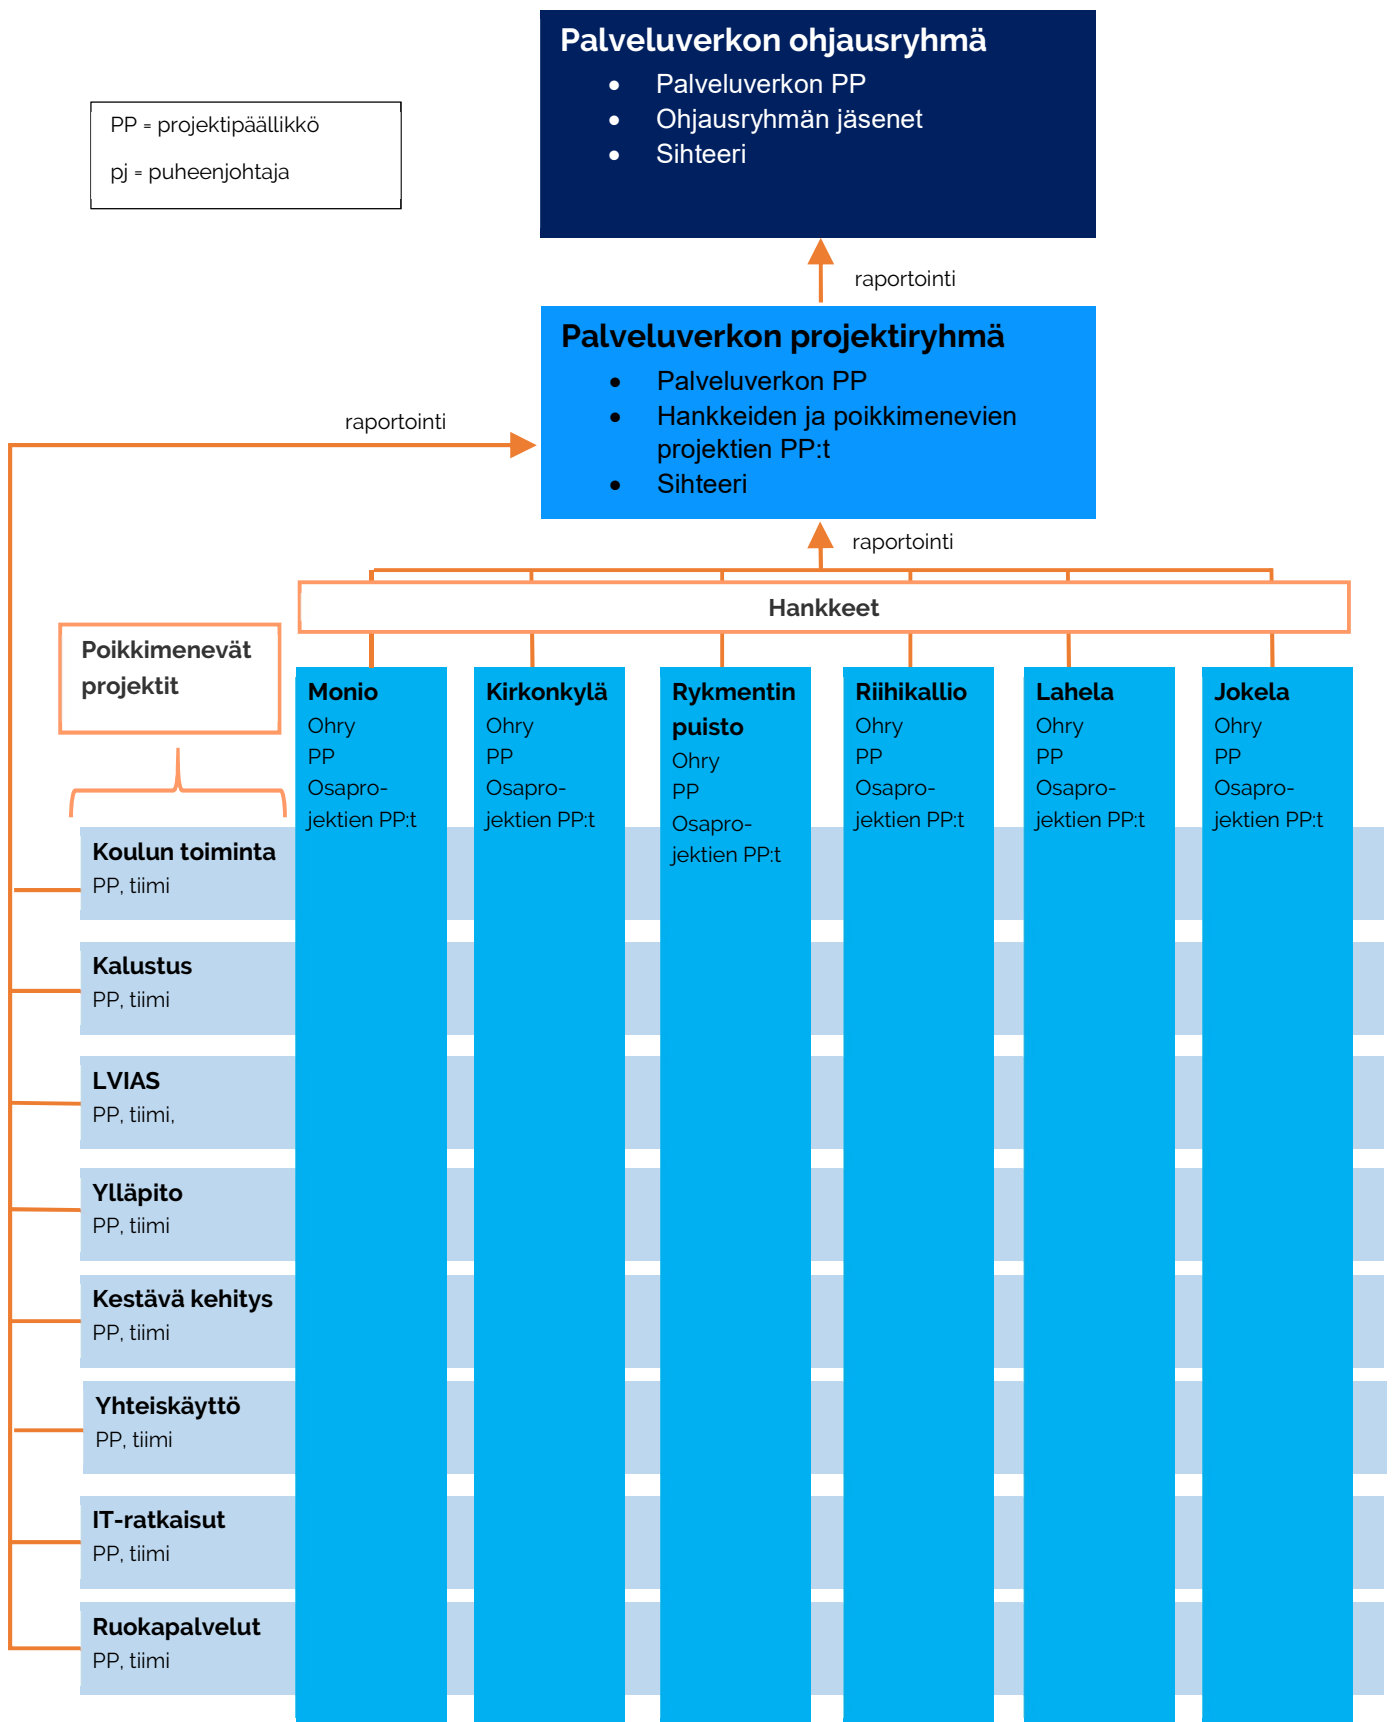 Palveluverkon ohjausryhmä
• Palveluverkon PP
• Ohjausryhmän jäsenet
• Sihteeri
PP = projektipäällikkö
pj = puheenjohtaja
raportointi
Palveluverkon projektiryhmä
• Palveluverkon PP
• Hankkeiden ja poikkimenevien
projektien PP:t
• Sihteeri
raportointi
raportointi
Hankkeet
Poikkimenevät
projektit
Monio
Ohry
PP
Osapro-
jektien PP:t
Kirkonkylä
Ohry
PP
Osapro-
jektien PP:t
Rykmentin
puisto
Ohry
PP
Osapro-
jektien PP:t
Riihikallio
Ohry
PP
Osapro-
jektien PP:t
Lahela
Ohry
PP
Osapro-
jektien PP:t
Jokela
Ohry
PP
Osapro-
jektien PP:t
Koulun toiminta
PP, tiimi
Kalustus
PP, tiimi
LVIAS
PP, tiimi,
Ylläpito
PP, tiimi
Kestävä kehitys
PP, tiimi
Yhteiskäyttö
PP, tiimi
IT-ratkaisut
PP, tiimi
Ruokapalvelut
PP, tiimi